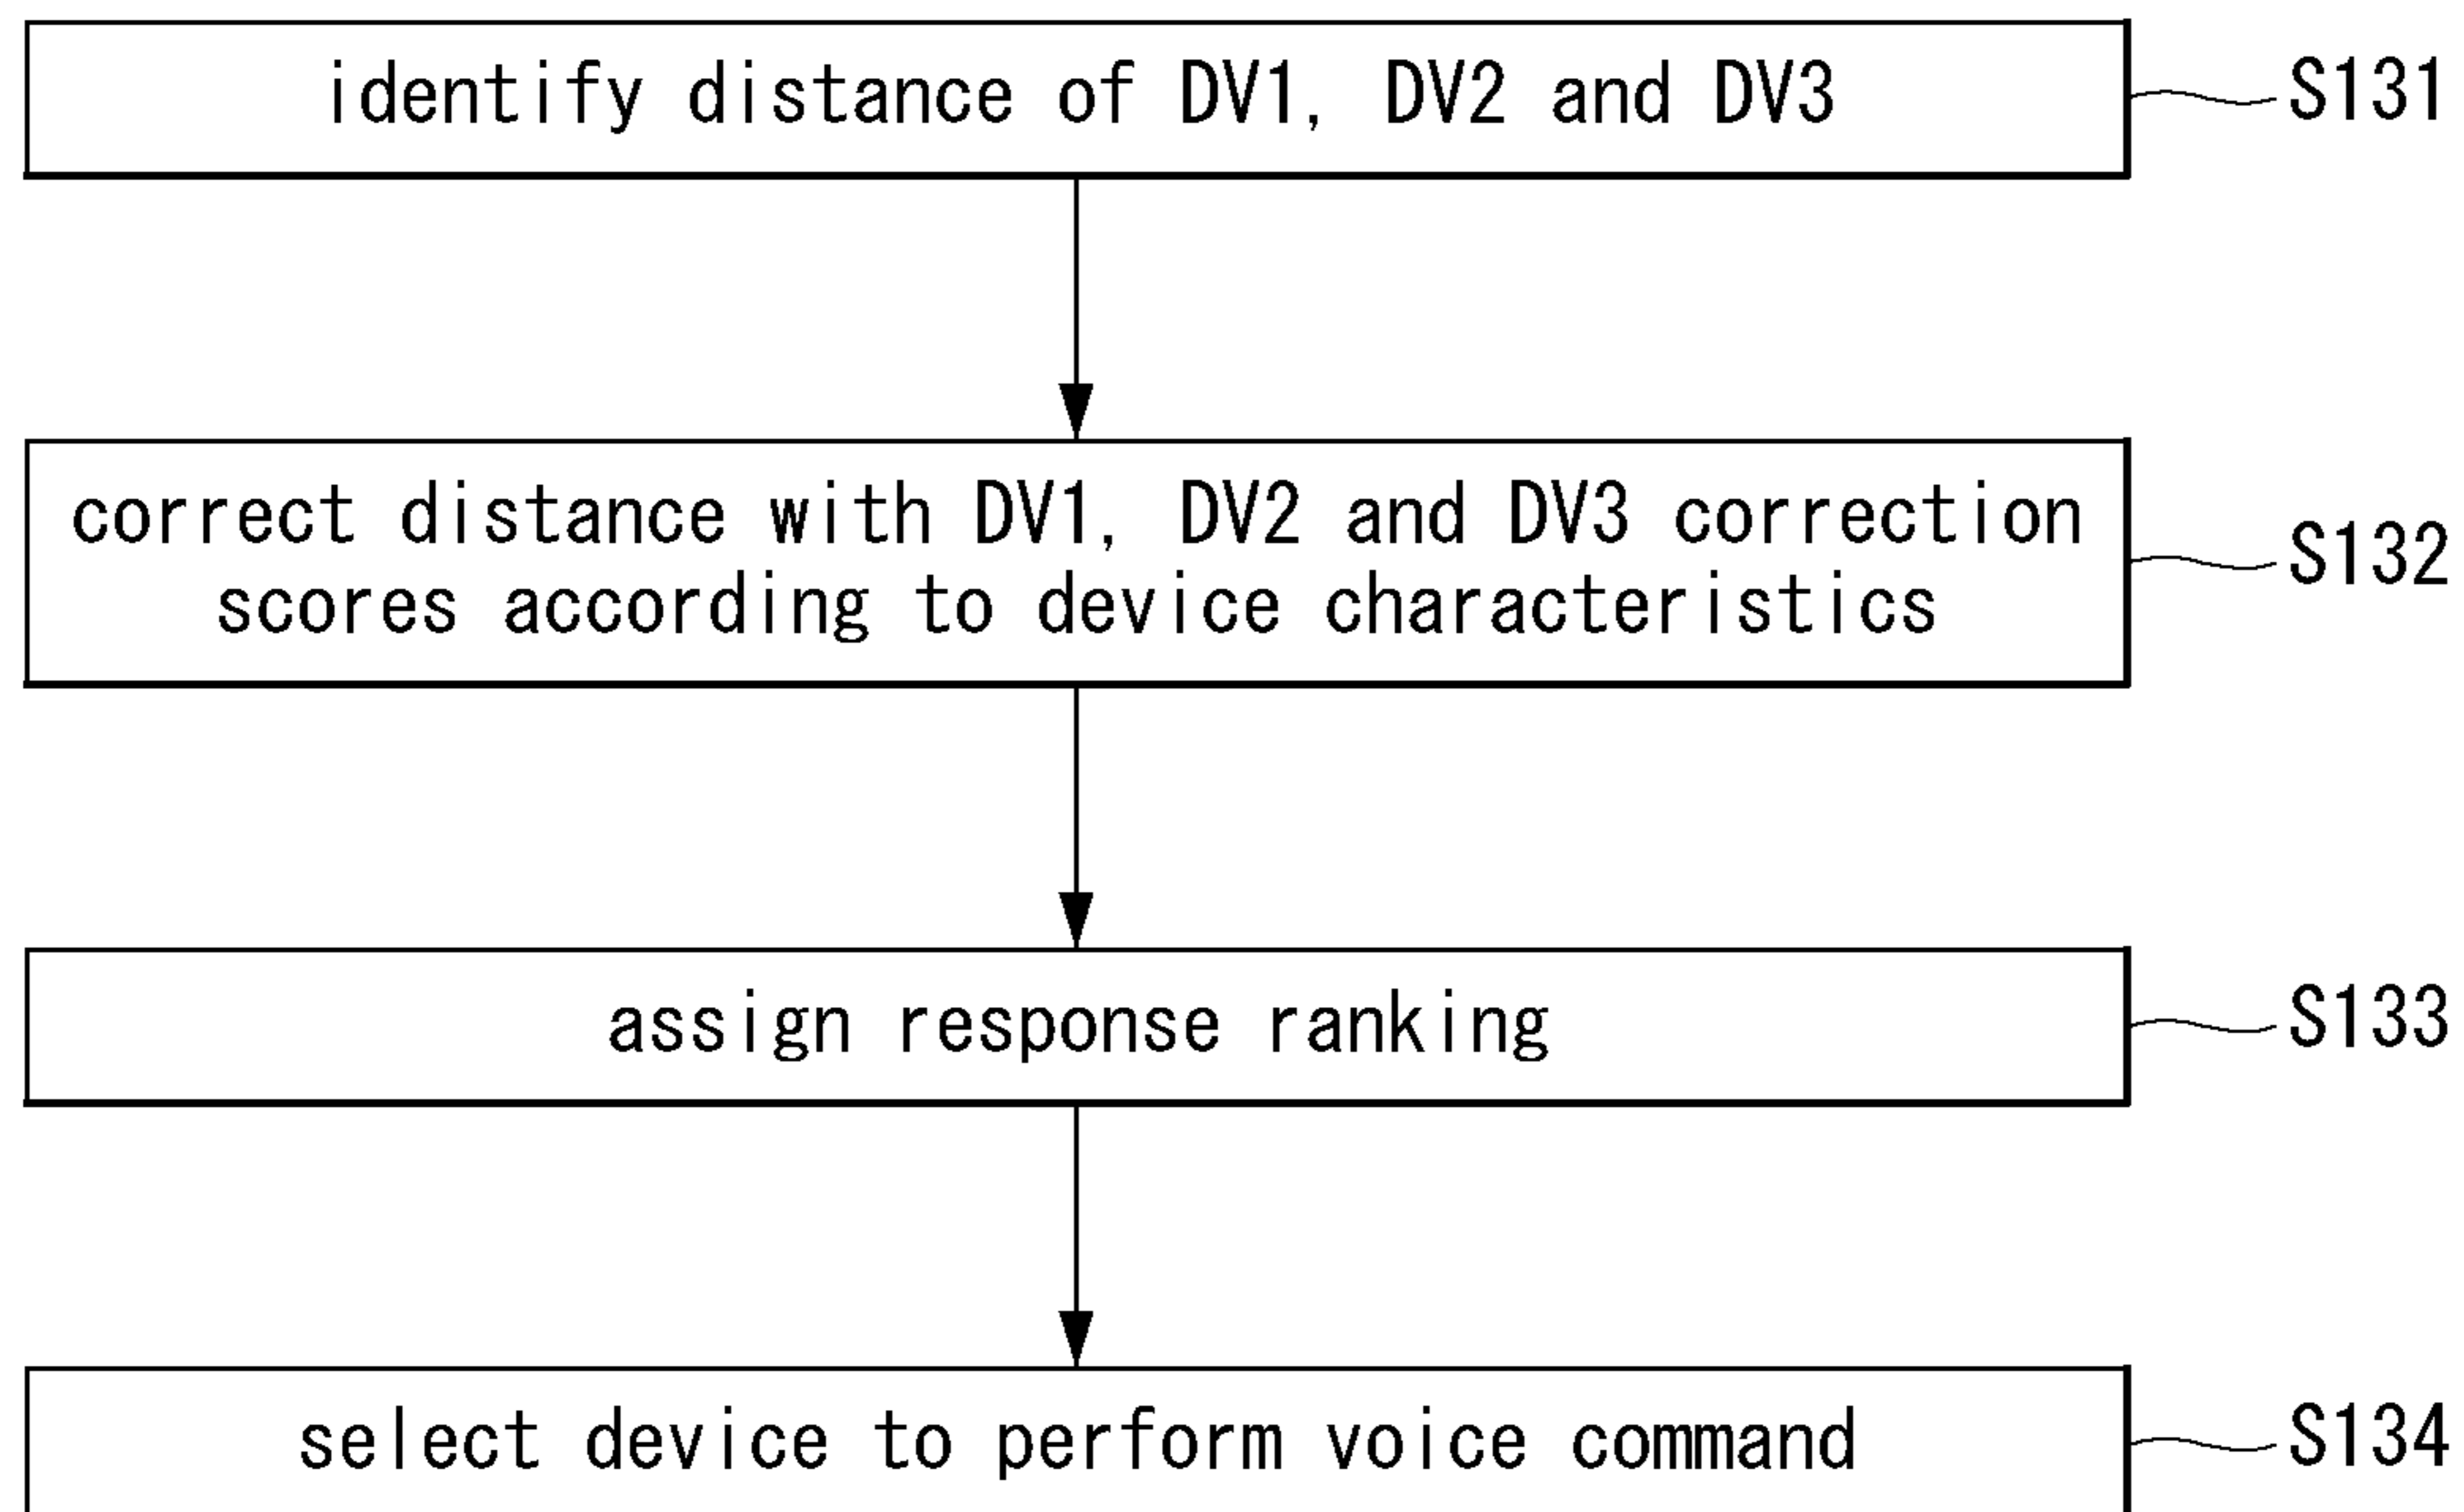 identify distance of DV1, DV2 and DV3
S131
correct distance with DV1, DV2 and DV3 correction
scores according to device characteristics
S132
assign response ranking
S133
select device to perform voice command
S134